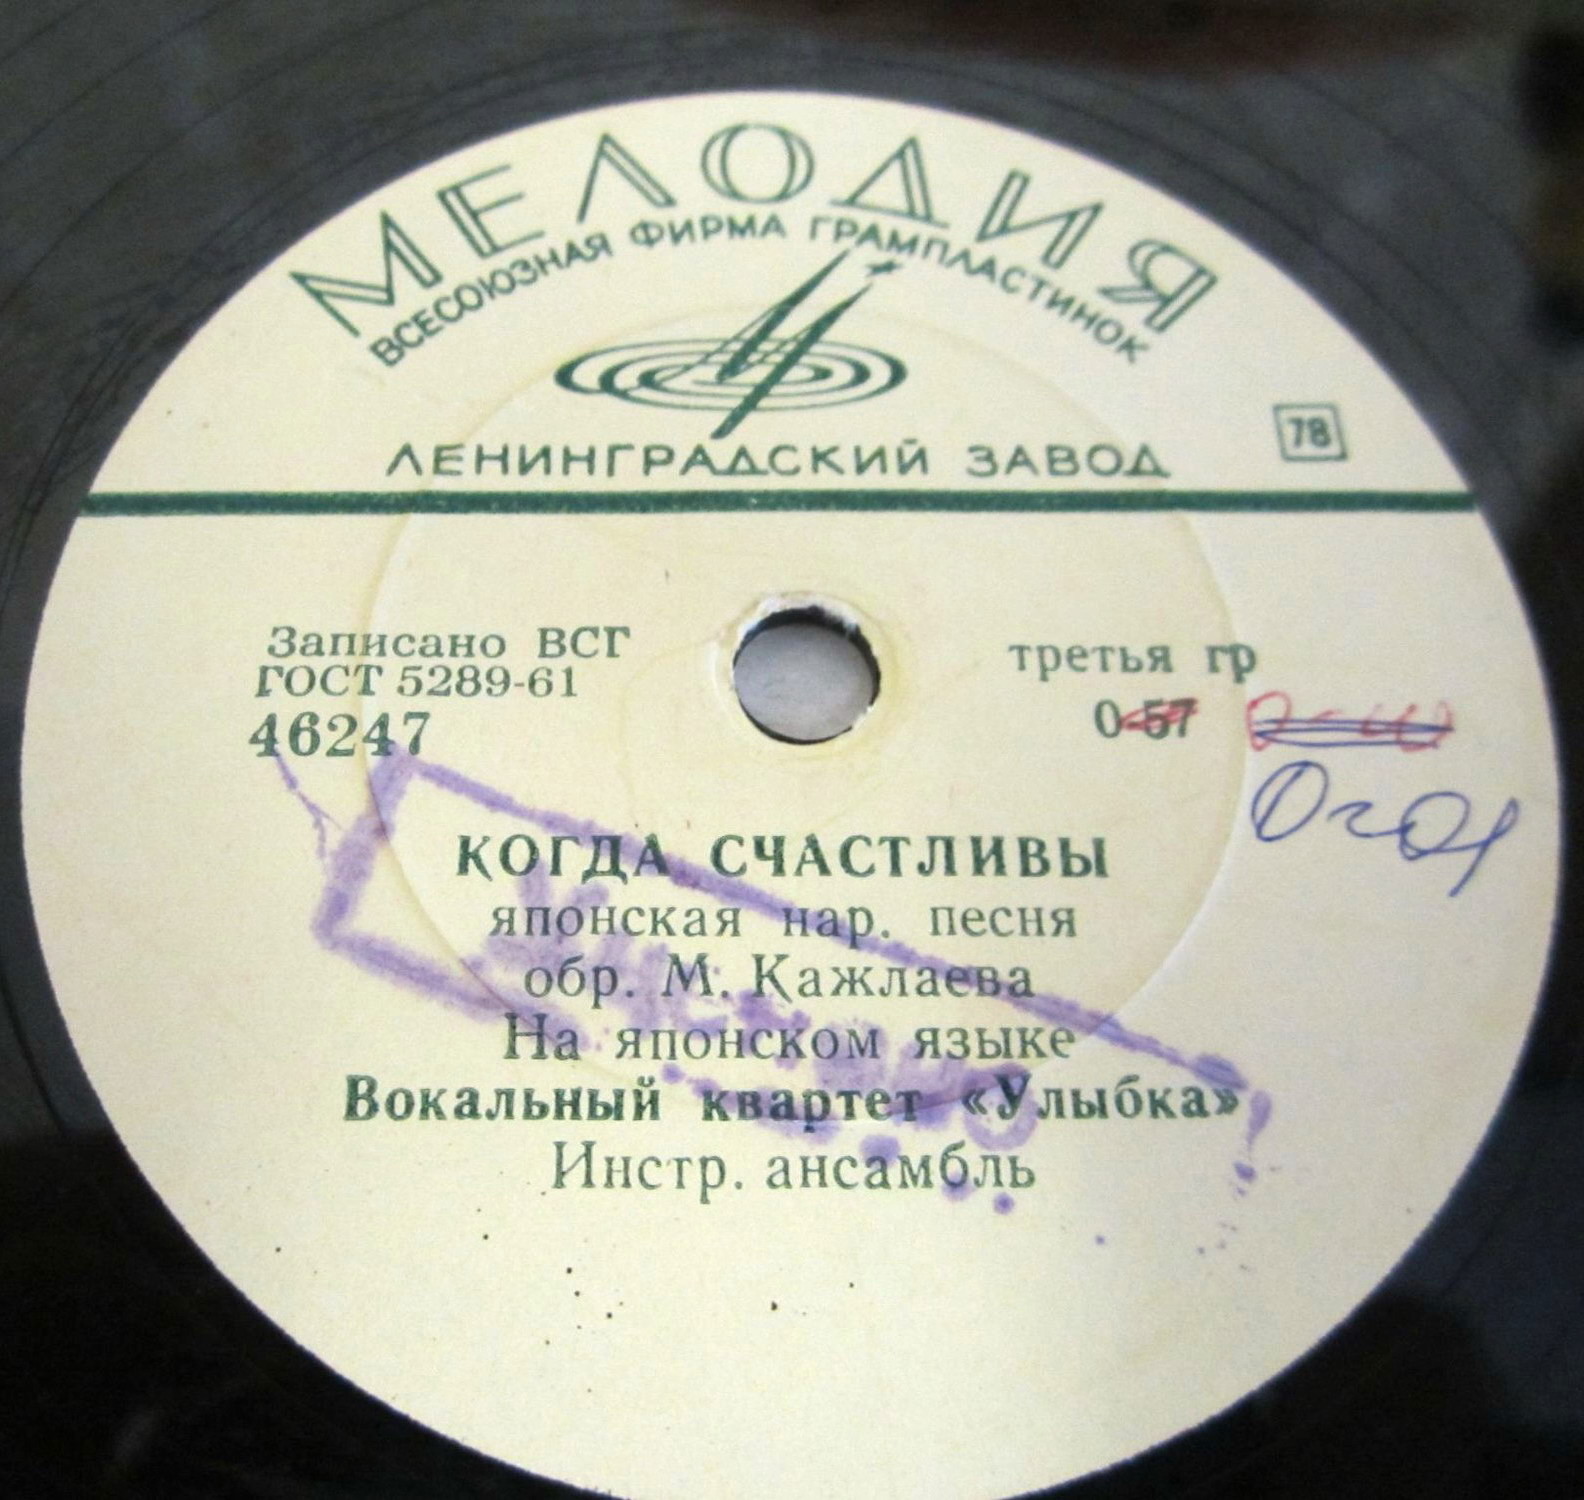 МЕЛОДИЯ
ВСЕСОЮЗНАЯ ФИРМА ГРАМПЛАСТИНОК
ЛЕНИНГРАДСКИЙ ЗАВОД
78
Записано ВСГ
ГОСТ 5289-61
46247
третья гр
0-57
КОГДА СЧАСТЛИВЫ
японская нар. песня
обр. М. Кажлаева
На японском языке
Вокальный квартет «Улыбка»
Инстр. ансамбль